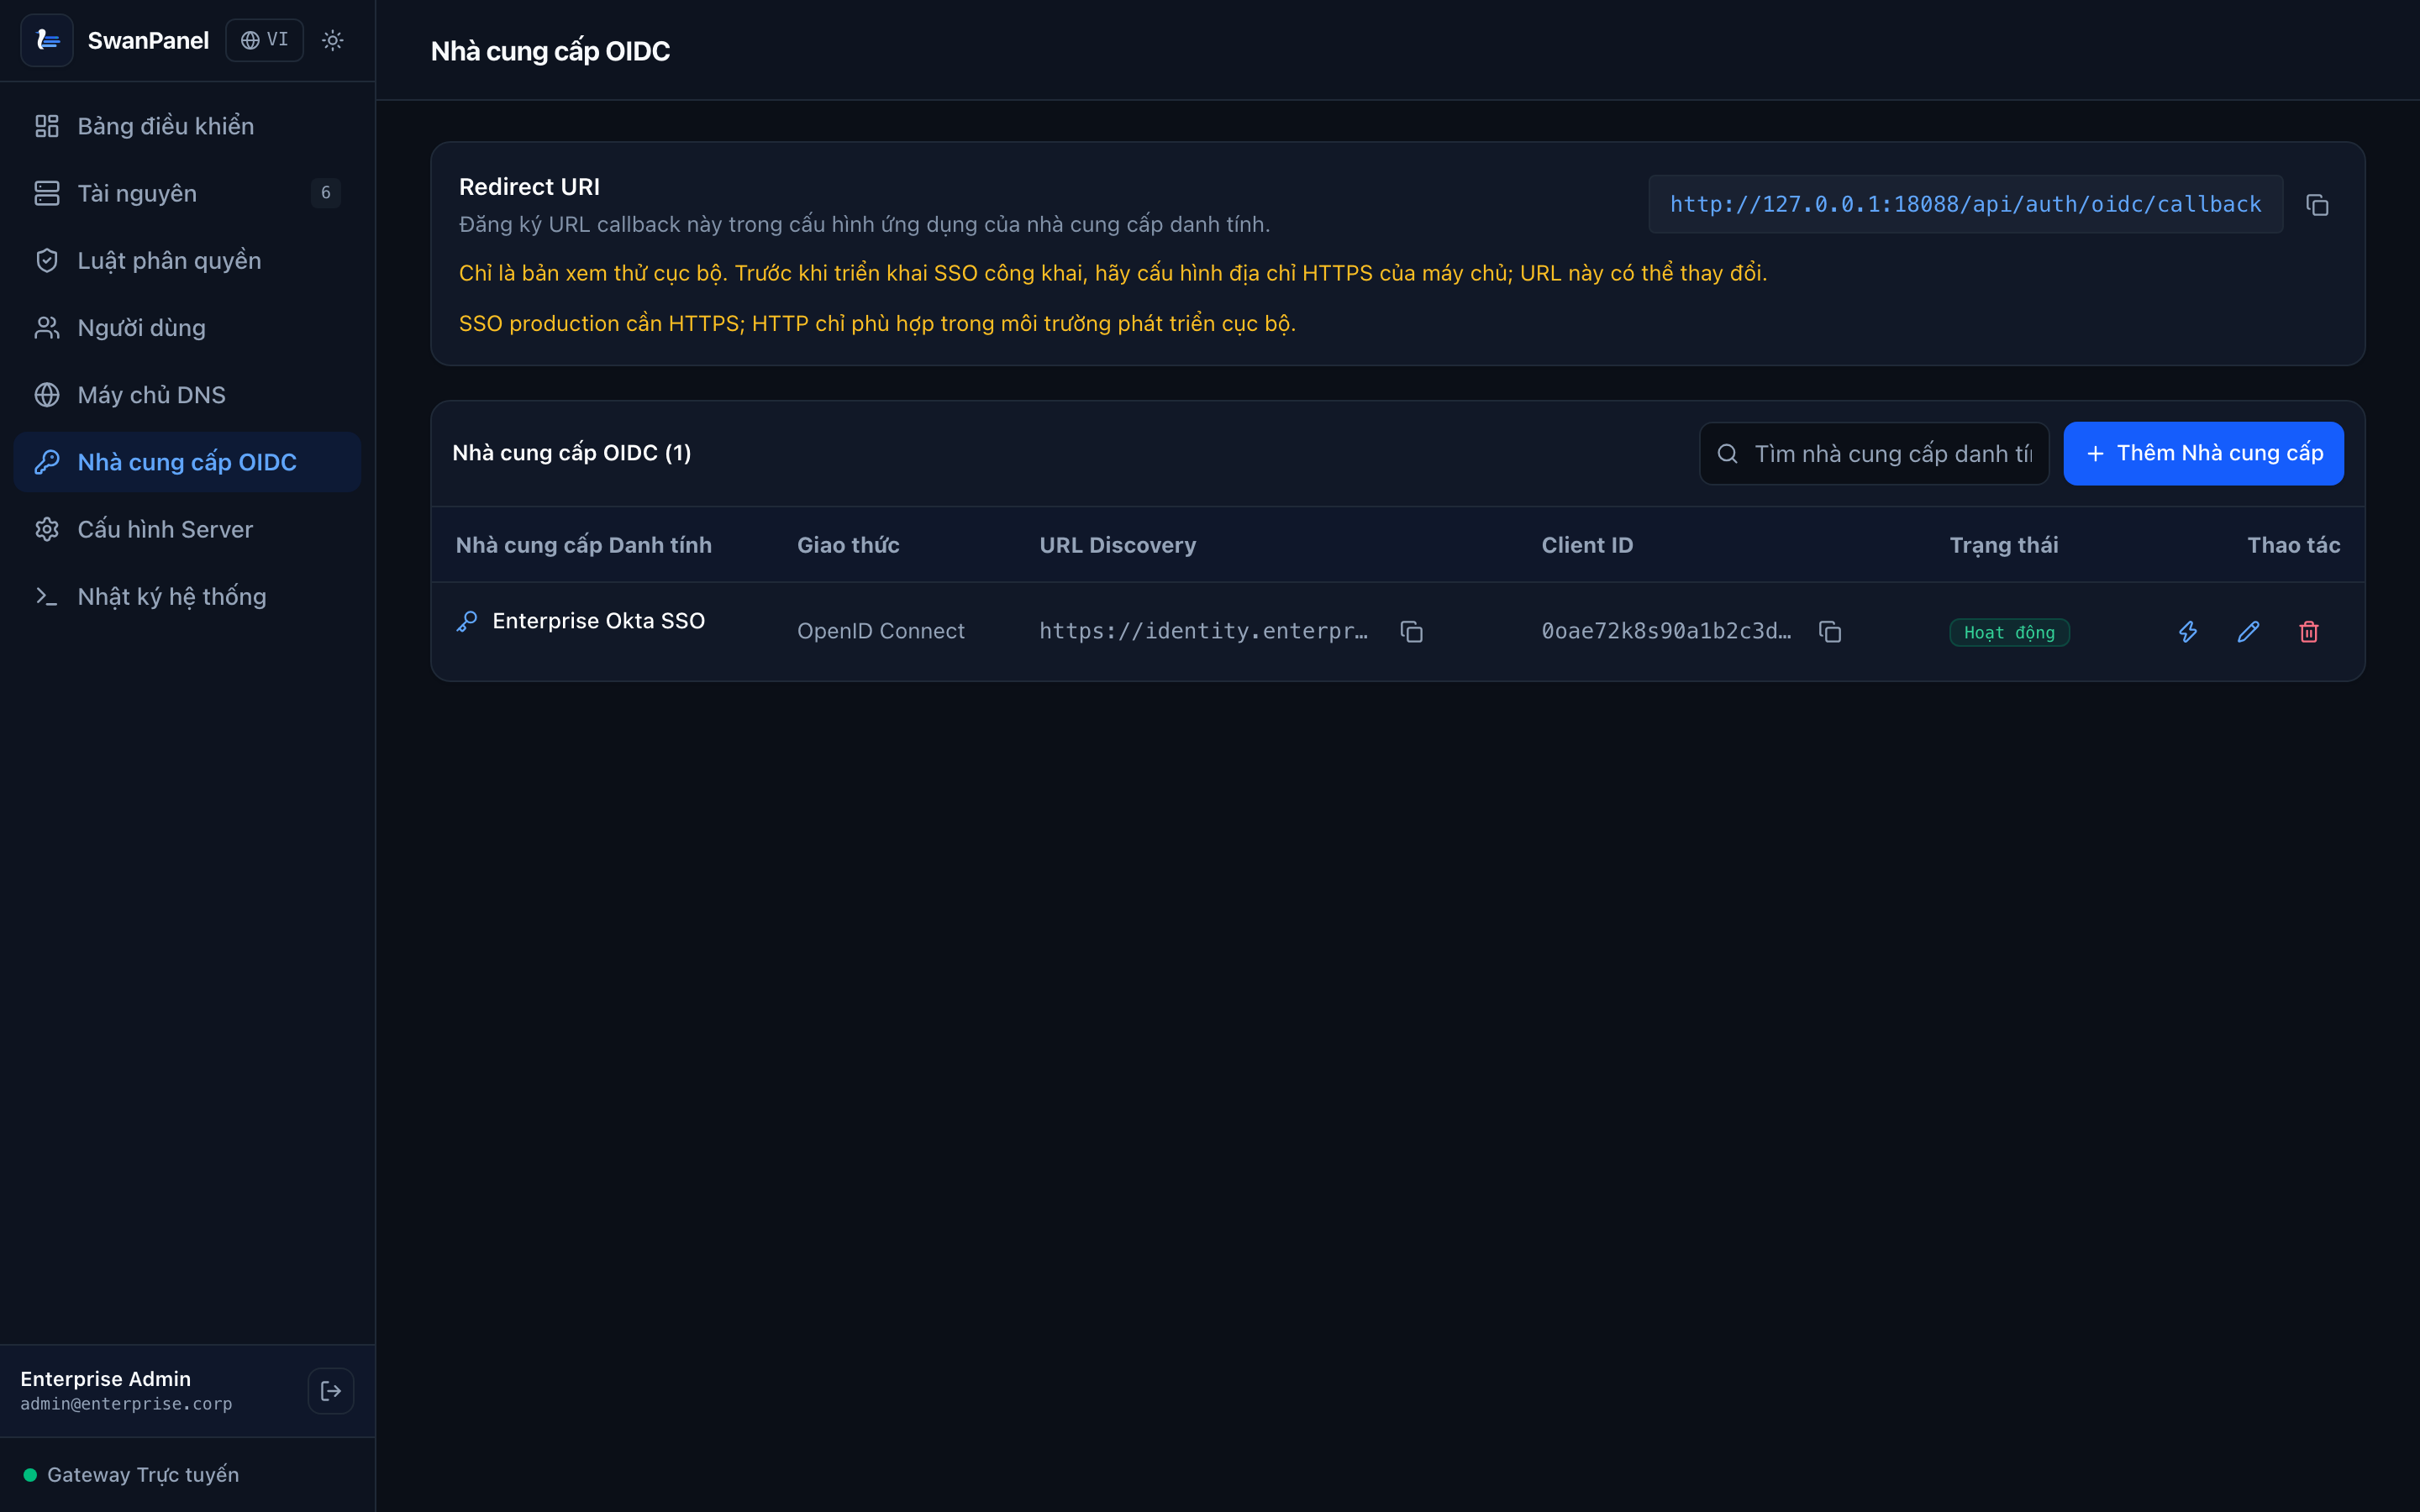 SwanPanel
VI
Bảng điều khiển
Tài nguyên
6
Luật phân quyền
Người dùng
Máy chủ DNS
Nhà cung cấp OIDC
Cấu hình Server
Nhật ký hệ thống
Enterprise Admin
admin@enterprise.corp
Gateway Trực tuyến
Nhà cung cấp OIDC
Redirect URI
Đăng ký URL callback này trong cấu hình ứng dụng của nhà cung cấp danh tính.
http://127.0.0.1:18088/api/auth/oidc/callback
Chỉ là bản xem thử cục bộ. Trước khi triển khai SSO công khai, hãy cấu hình địa chỉ HTTPS của máy chủ; URL này có thể thay đổi.
SSO production cần HTTPS; HTTP chỉ phù hợp trong môi trường phát triển cục bộ.
Nhà cung cấp OIDC (1)
Tìm nhà cung cấp danh tí
Thêm Nhà cung cấp
Nhà cung cấp Danh tính Giao thức URL Discovery Client ID Trạng thái Thao tác
Enterprise Okta SSO OpenID Connect https://identity.enterpr… 0oae72k8s90a1b2c3d… Hoạt động